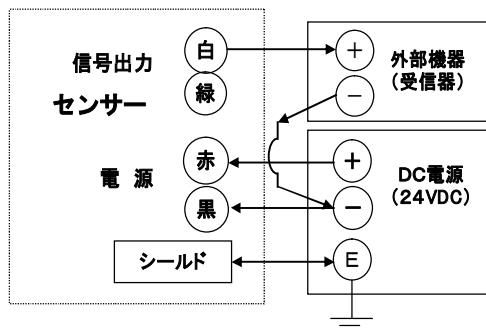 信号出力
センサー
白
緑
電 源
赤
黒
シールド
+
−
外部機器
(受信器)
+
−
E
DC電源
(24VDC)